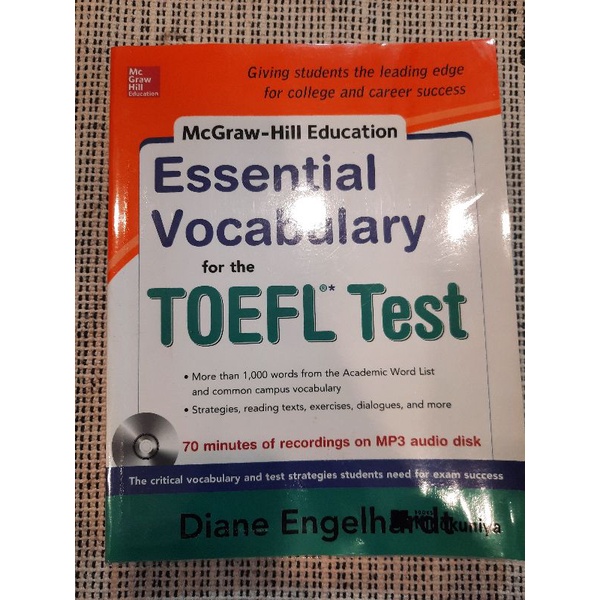 Mc
Graw
Hill
Education
Giving students the leading edge
for college and career success
McGraw-Hill Education
Essential
Vocabulary
for the
TOEFL®* Test
• More than 1,000 words from the Academic Word List
and common campus vocabulary
• Strategies, reading texts, exercises, dialogues, and more
70 minutes of recordings on MP3 audio disk
The critical vocabulary and test strategies students need for exam success
Diane Engelhardt
Kinokuniya